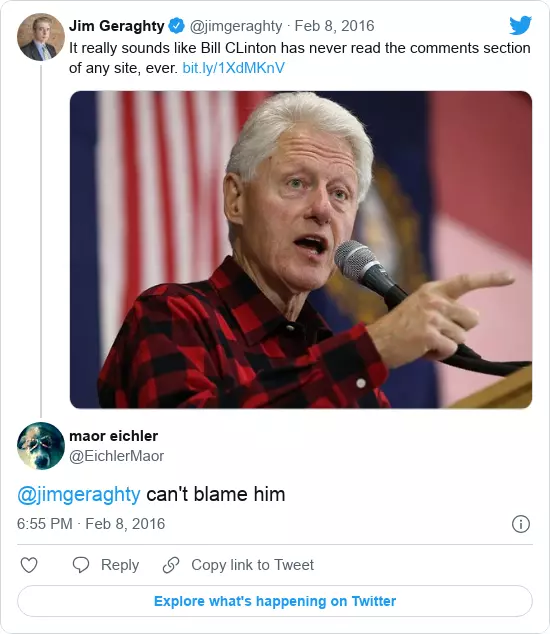 Jim Geraghty @jimgeraghty · Feb 8, 2016
It really sounds like Bill CLinton has never read the comments section
of any site, ever. bit.ly/1XdMKnV
maor eichler
@EichlerMaor
@jimgeraghty can't blame him
6:55 PM · Feb 8, 2016
Reply
Copy link to Tweet
Explore what's happening on Twitter